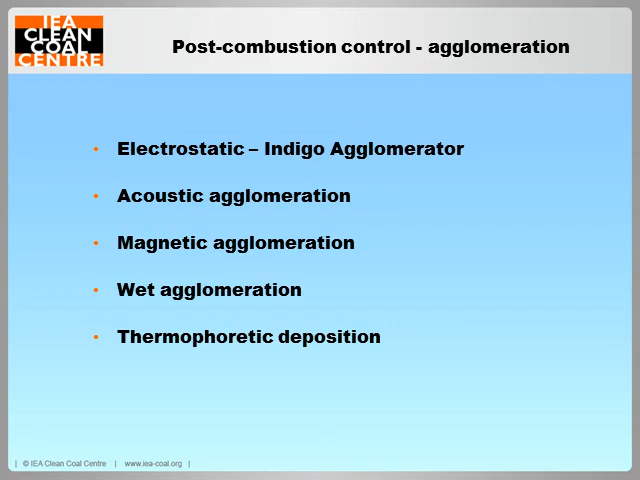 IEA
CLEAN
COAL
CENTRE
Post-combustion control - agglomeration
• Electrostatic – Indigo Agglomerator
• Acoustic agglomeration
• Magnetic agglomeration
• Wet agglomeration
• Thermophoretic deposition
| © IEA Clean Coal Centre | www.iea-coal.org |